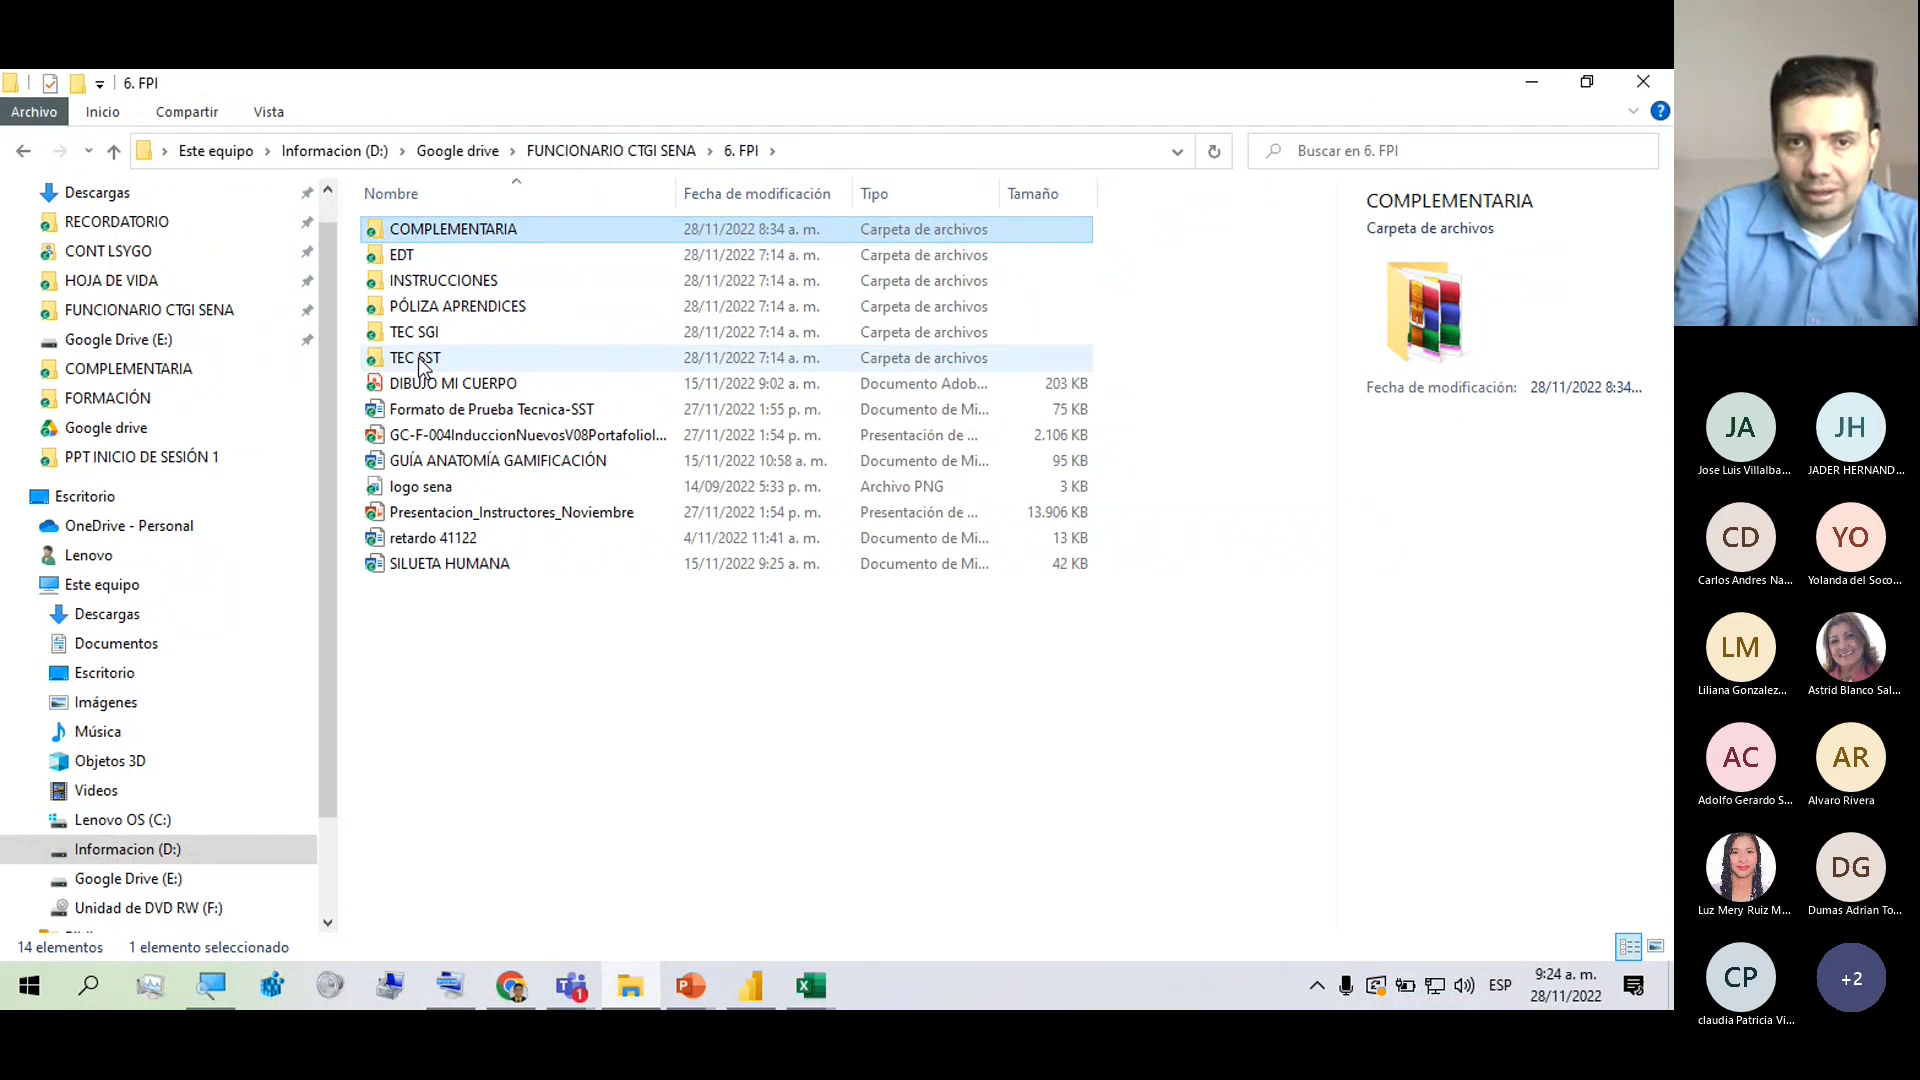 6. FPI
Archivo Inicio Compartir Vista
Este equipo Informacion (D:) Google drive FUNCIONARIO CTGI SENA 6. FPI
Buscar en 6. FPI
Descargas
RECORDATORIO
CONT LSYGO
HOJA DE VIDA
FUNCIONARIO CTGI SENA
Google Drive (E:)
COMPLEMENTARIA
FORMACIÓN
Google drive
PPT INICIO DE SESIÓN 1
Escritorio
OneDrive - Personal
Lenovo
Este equipo
Descargas
Documentos
Escritorio
Imágenes
Música
Objetos 3D
Videos
Lenovo OS (C:)
Informacion (D:)
Google Drive (E:)
Unidad de DVD RW (F:)
Nombre Fecha de modificación Tipo Tamaño
COMPLEMENTARIA 28/11/2022 8:34 a. m. Carpeta de archivos
EDT 28/11/2022 7:14 a. m. Carpeta de archivos
INSTRUCCIONES 28/11/2022 7:14 a. m. Carpeta de archivos
PÓLIZA APRENDICES 28/11/2022 7:14 a. m. Carpeta de archivos
TEC SGI 28/11/2022 7:14 a. m. Carpeta de archivos
TEC SST 28/11/2022 7:14 a. m. Carpeta de archivos
DIBUJO MI CUERPO 15/11/2022 9:02 a. m. Documento Adob... 203 KB
Formato de Prueba Tecnica-SST 27/11/2022 1:55 p. m. Documento de Mi... 75 KB
GC-F-004InduccionNuevosV08PortafolioI... 27/11/2022 1:54 p. m. Presentación de ... 2.106 KB
GUÍA ANATOMÍA GAMIFICACIÓN 15/11/2022 10:58 a. m. Documento de Mi... 95 KB
logo sena 14/09/2022 5:33 p. m. Archivo PNG 3 KB
Presentacion_Instructores_Noviembre 27/11/2022 1:54 p. m. Presentación de ... 13.906 KB
retardo 41122 4/11/2022 11:41 a. m. Documento de Mi... 13 KB
SILUETA HUMANA 15/11/2022 9:25 a. m. Documento de Mi... 42 KB
COMPLEMENTARIA
Carpeta de archivos
Fecha de modificación: 28/11/2022 8:34...
14 elementos 1 elemento seleccionado
ESP
9:24 a. m.
28/11/2022
1
JA JH
Jose Luis Villalba... JADER HERNAND...
CD YO
Carlos Andres Na... Yolanda del Soco...
LM
Liliana Gonzalez... Astrid Blanco Sal...
AC AR
Adolfo Gerardo S... Alvaro Rivera
DG
Luz Mery Ruiz M... Dumas Adrian To...
CP +2
claudia Patricia Vi...